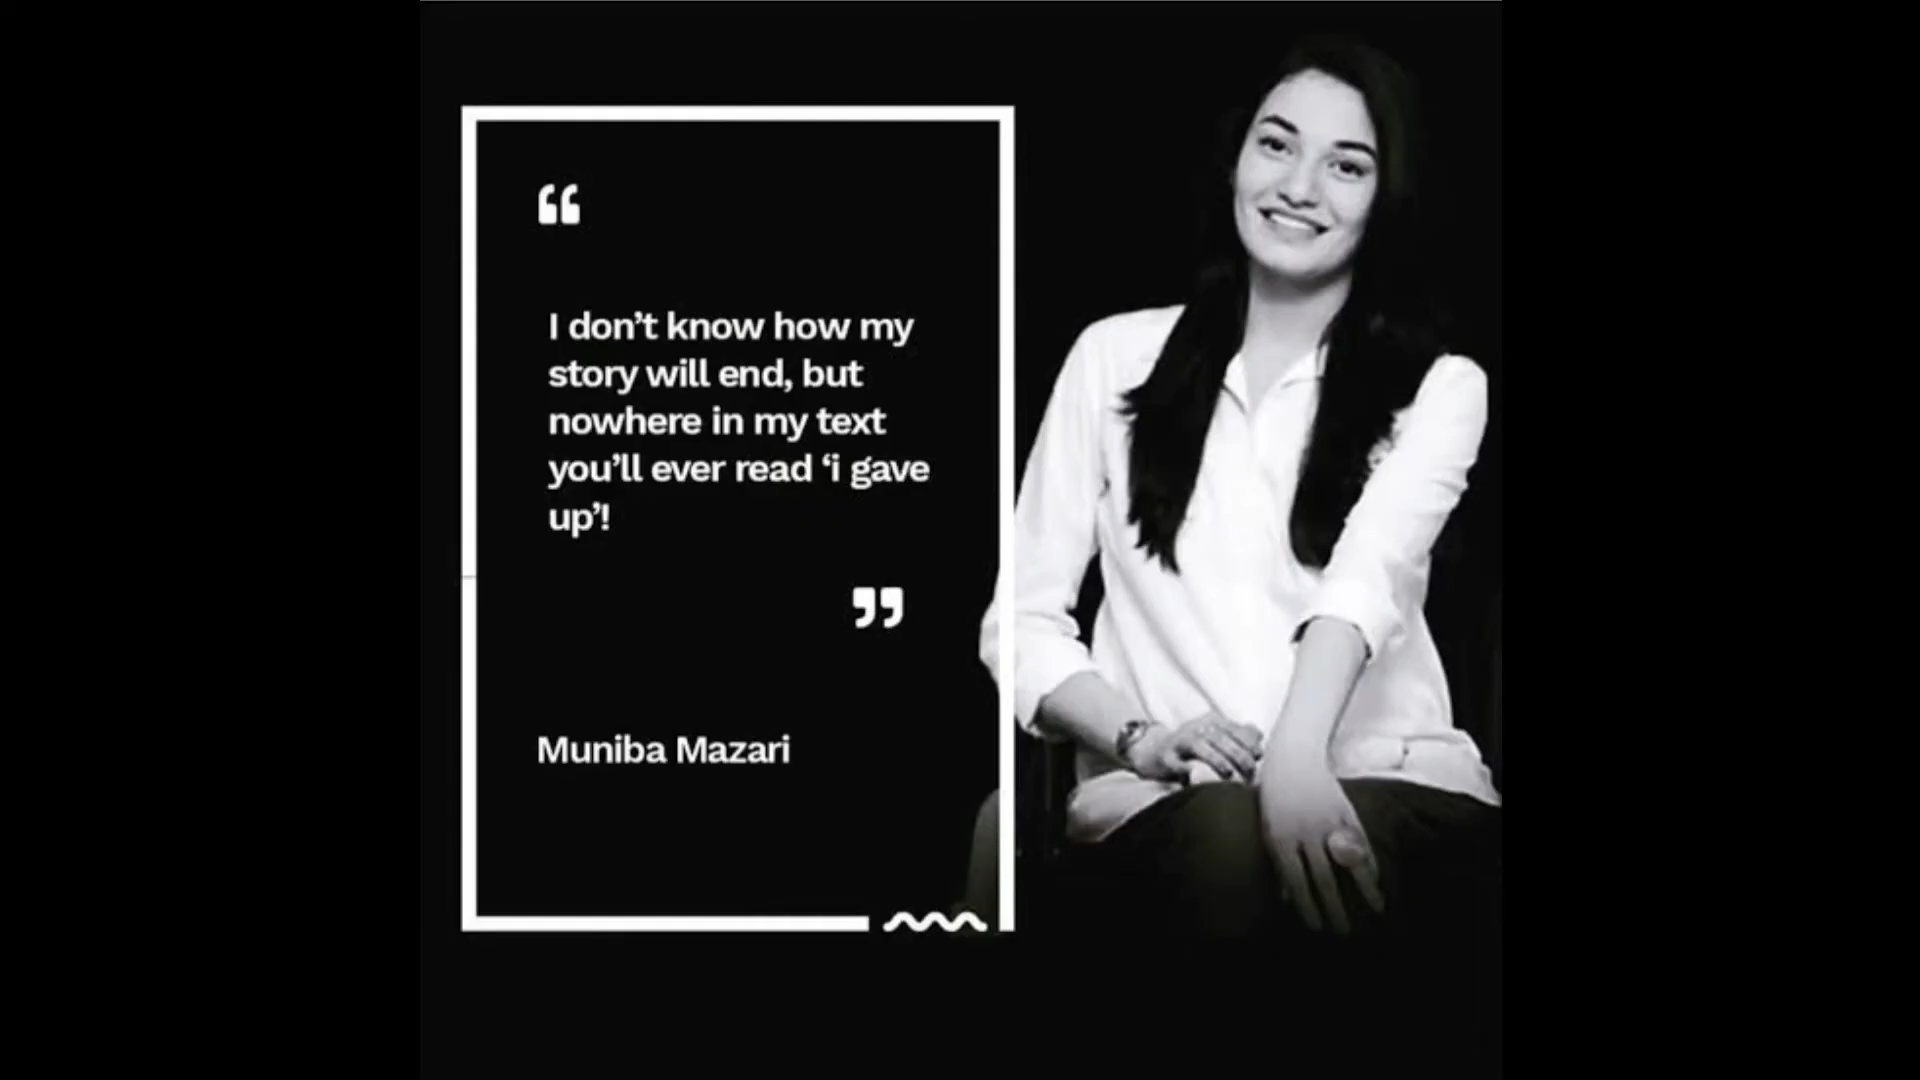 “
I don’t know how my
story will end, but
nowhere in my text
you’ll ever read ‘i gave
up’!
”
Muniba Mazari